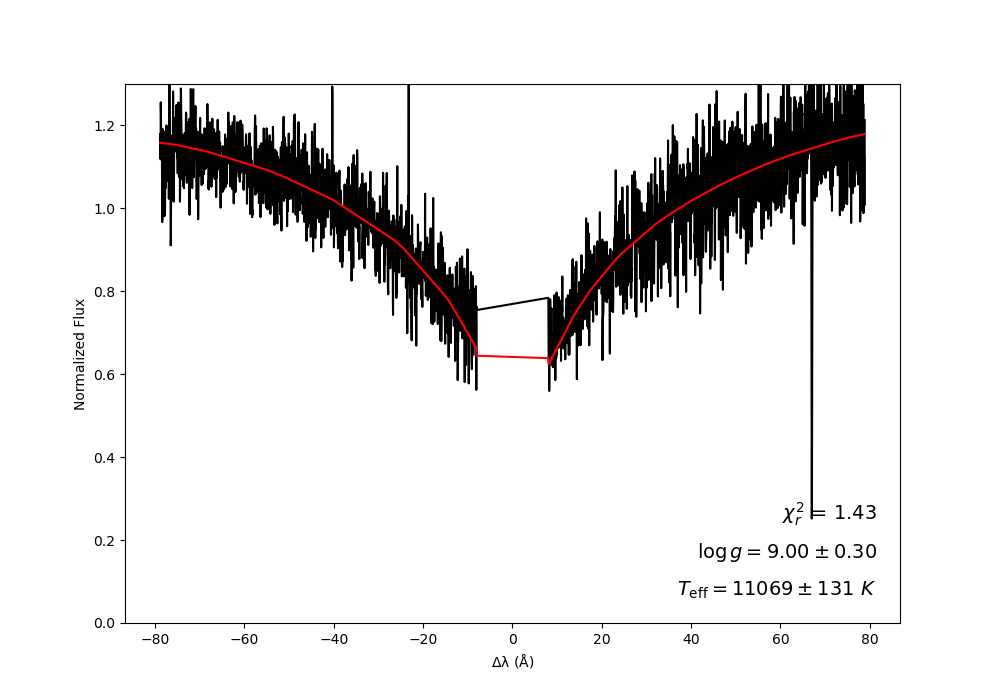 1.2
1.0
0.8
0.6
0.4
0.2
0.0
Normalized Flux
χ²ᵣ = 1.43
log g = 9.00 ± 0.30
T_eff = 11069 ± 131 K
−80 −60 −40 −20 0 20 40 60 80
Δλ (Å)